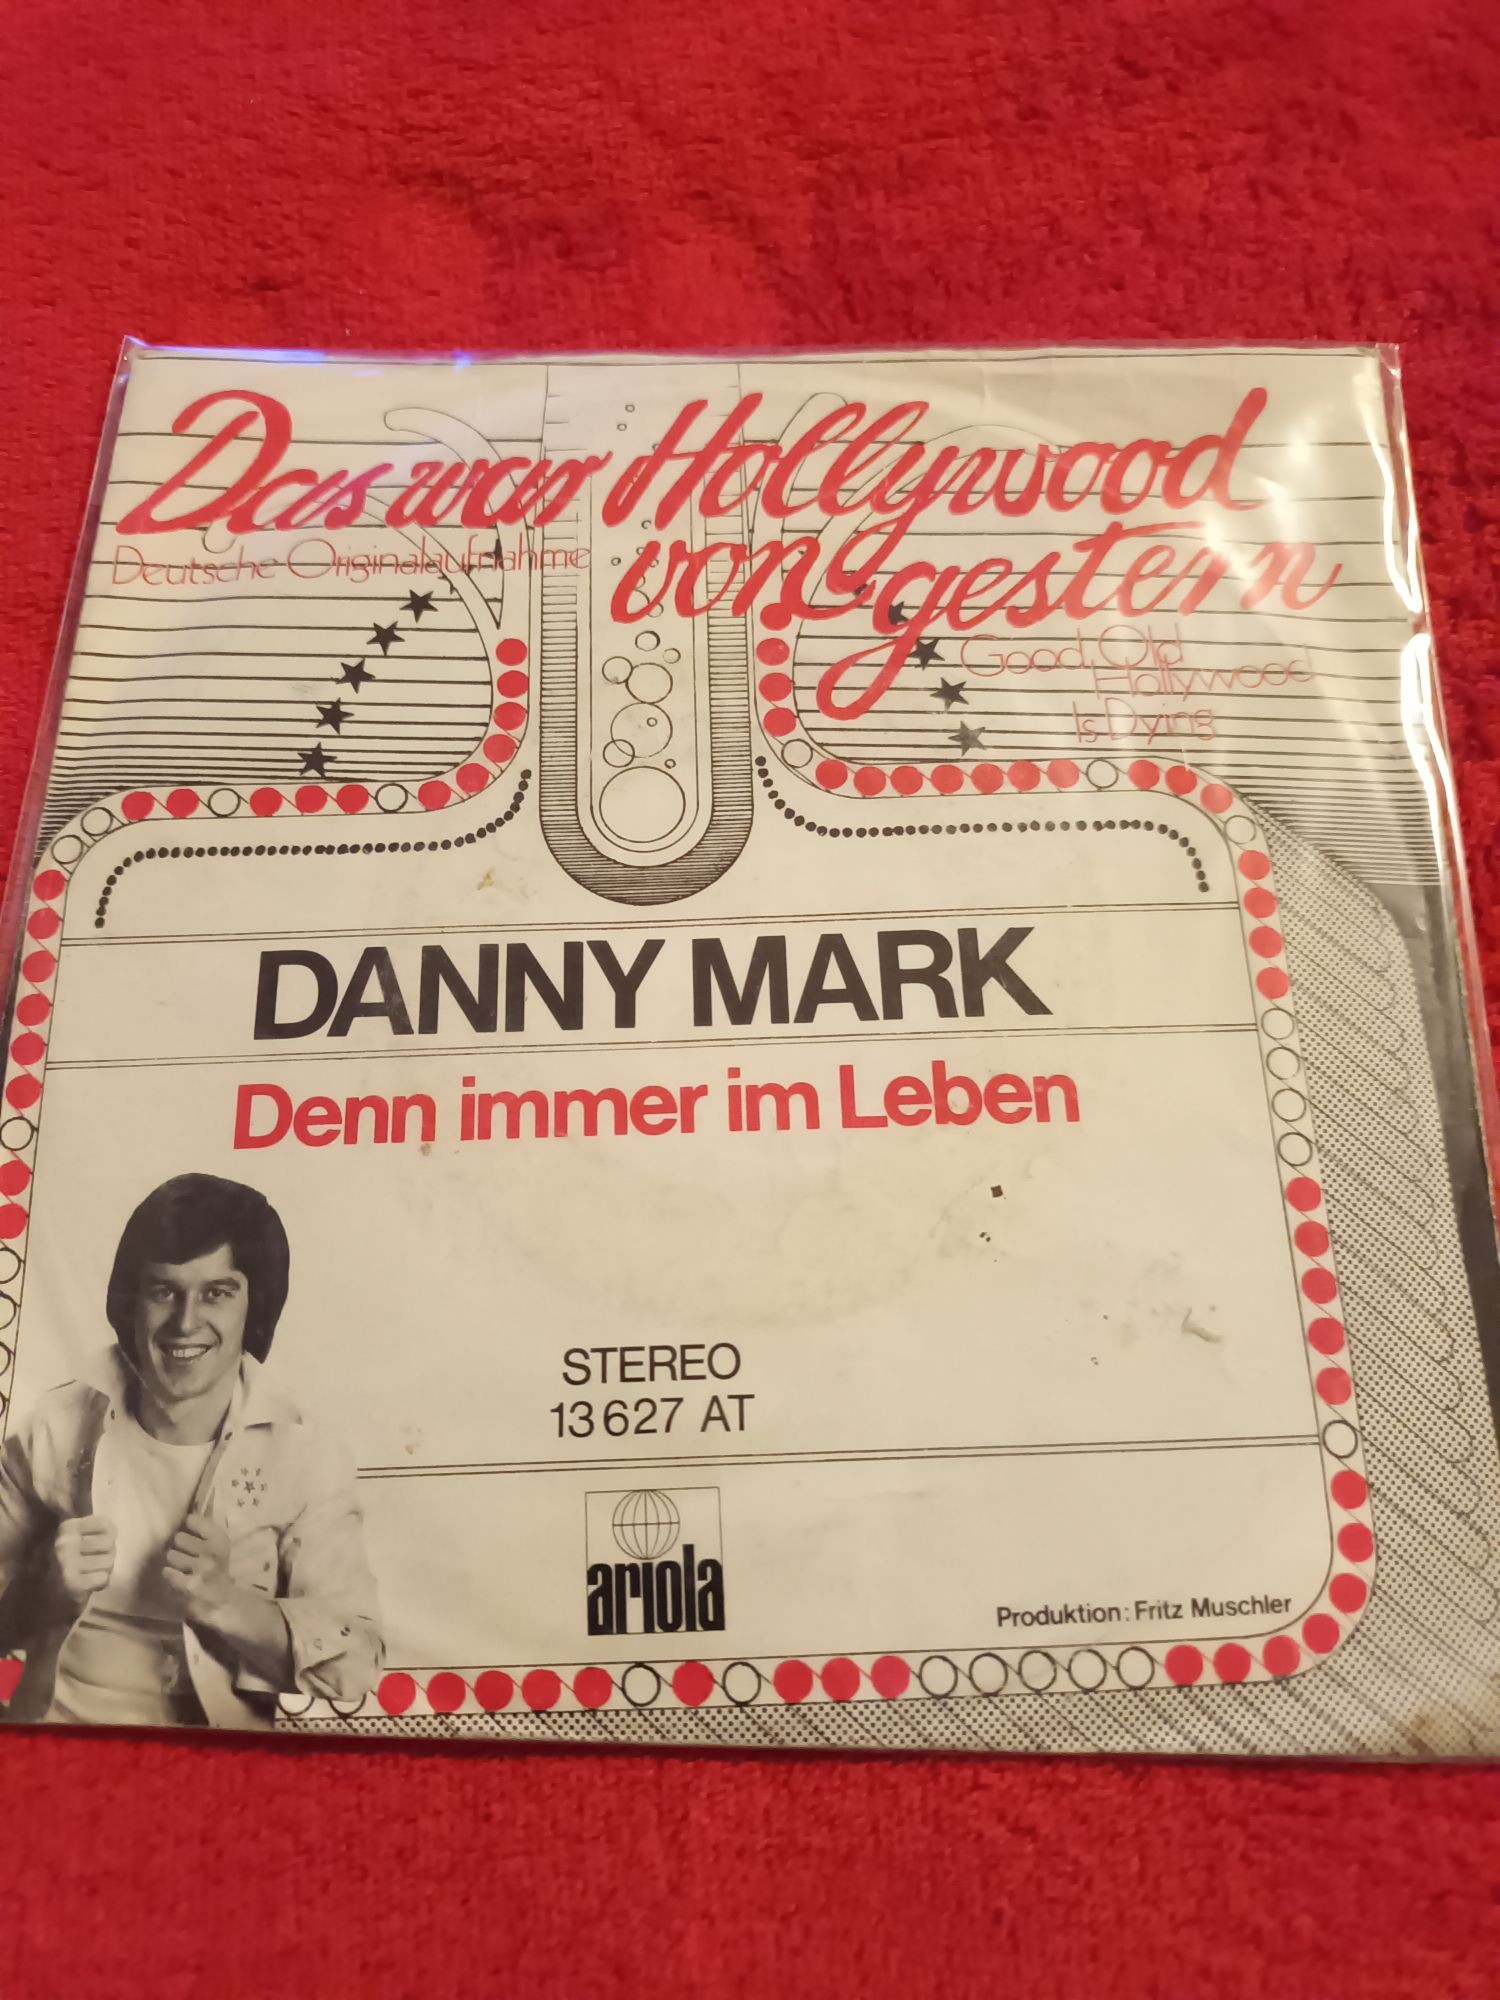 Das war Hollywood
Deutsche Originalaufnahme
von gestern
Good Old
Hollywood
Is Dying
DANNY MARK
Denn immer im Leben
STEREO
13 627 AT
ariola
Produktion: Fritz Muschler